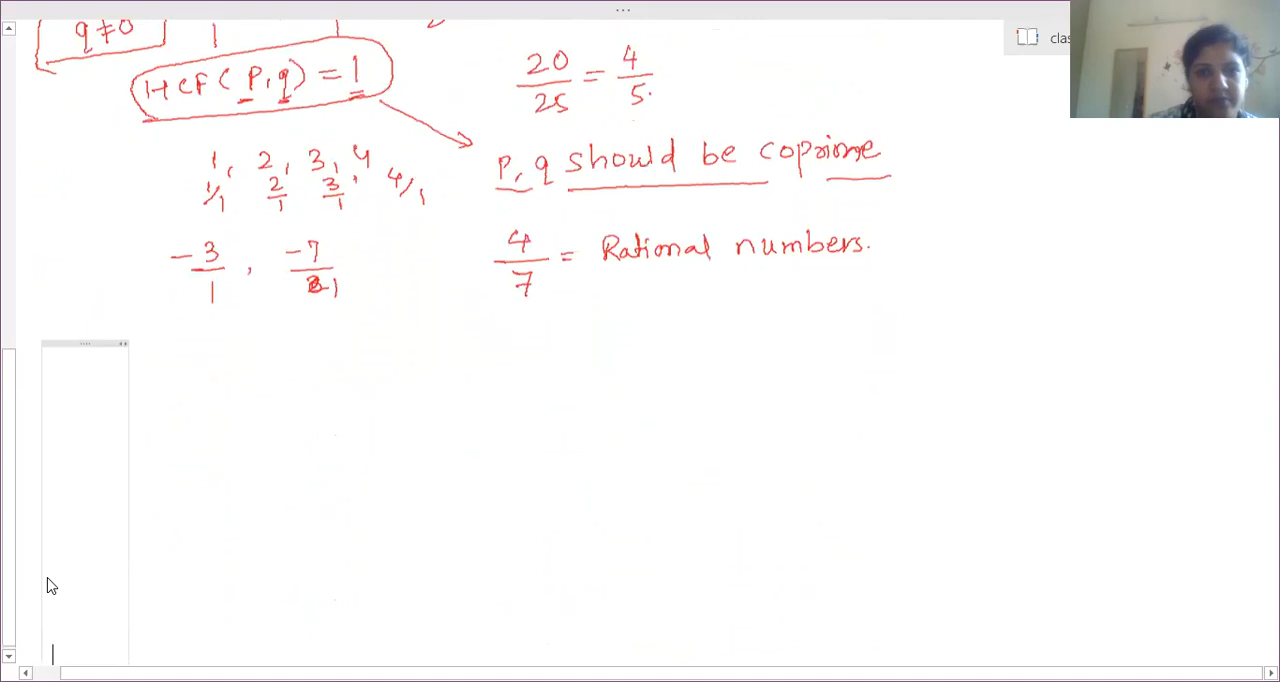 q≠0
HCF(P,q) = 1
20/25 = 4/5.
P, q should be coprime
1, 2, 3, 4
1/1 2/1 3/1, 4/1
-3/1 , -7/1
4/7 = Rational numbers.
clas